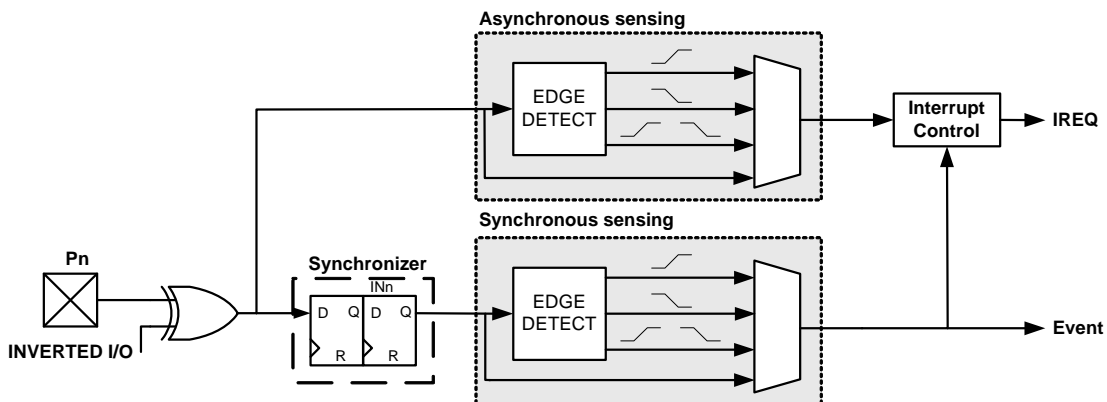 Asynchronous sensing
EDGE
DETECT
Interrupt
Control
IREQ
Synchronous sensing
Pn
Synchronizer
INn
D Q D Q
R R
EDGE
DETECT
INVERTED I/O
Event